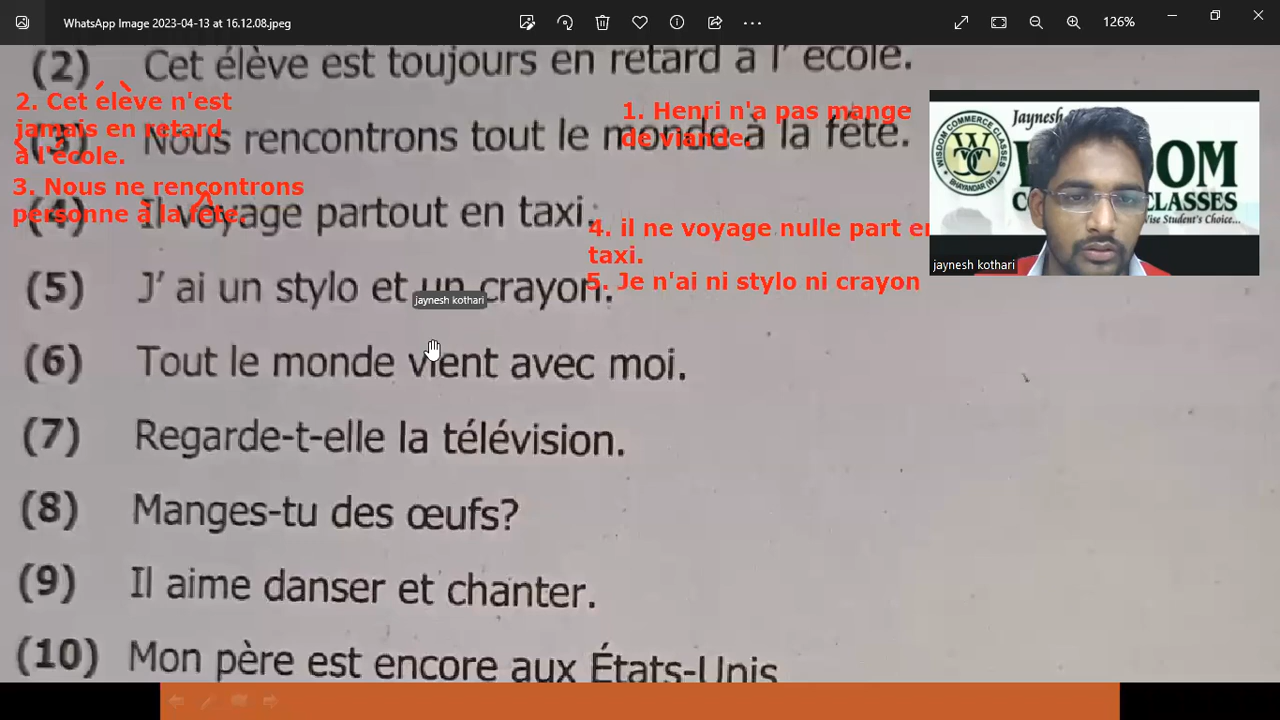 WhatsApp Image 2023-04-13 at 16.12.08.jpeg
126%
(2) Cet élève est toujours en retard à l' école.
2. Cet elève n'est
jamais en retard
à l'école.
1. Henri n'a pas mange
de viande.
(3) Nous rencontrons tout le monde à la fête.
3. Nous ne rencontrons
personne à la fete.
(4) Il voyage partout en taxi.
4. il ne voyage nulle part en
taxi.
5. Je n'ai ni stylo ni crayon
(5) J' ai un stylo et un crayon.
jaynesh kothari
(6) Tout le monde vient avec moi.
(7) Regarde-t-elle la télévision.
(8) Manges-tu des œufs?
(9) Il aime danser et chanter.
(10) Mon père est encore aux États-Unis
Jaynesh
WISDOM COMMERCE CLASSES
BHAYANDAR (W)
CLASSES
Wise Student's Choice...
jaynesh kothari